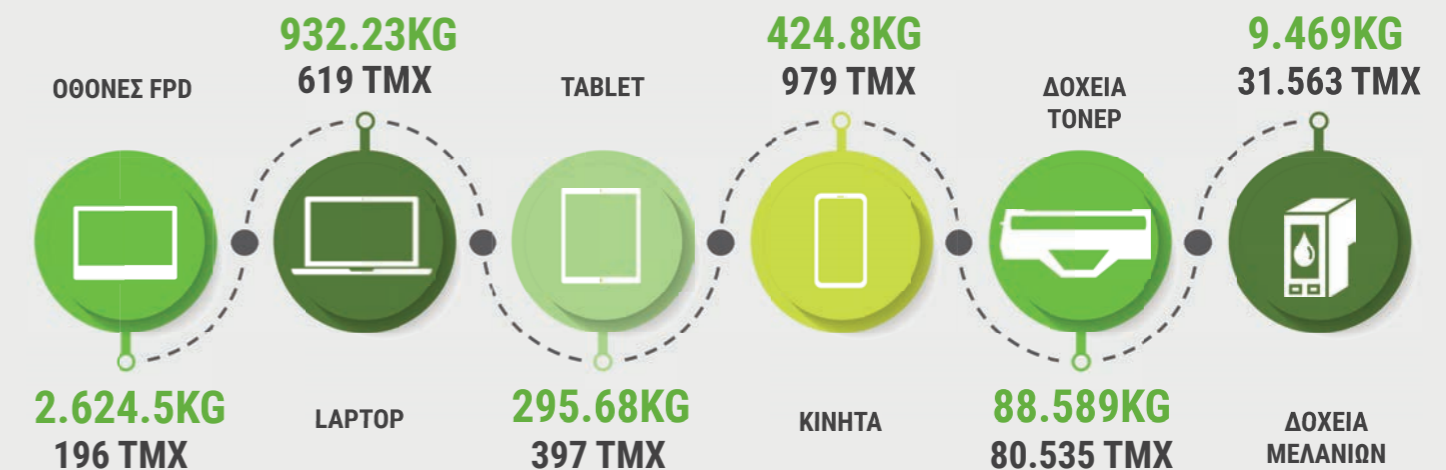 ΟΘΟΝΕΣ FPD
2.624.5KG
196 ΤΜΧ
932.23KG
619 ΤΜΧ
LAPTOP
TABLET
295.68KG
397 ΤΜΧ
424.8KG
979 ΤΜΧ
ΚΙΝΗΤΑ
ΔΟΧΕΙΑ
ΤΟΝΕΡ
88.589KG
80.535 ΤΜΧ
9.469KG
31.563 ΤΜΧ
ΔΟΧΕΙΑ
ΜΕΛΑΝΙΩΝ